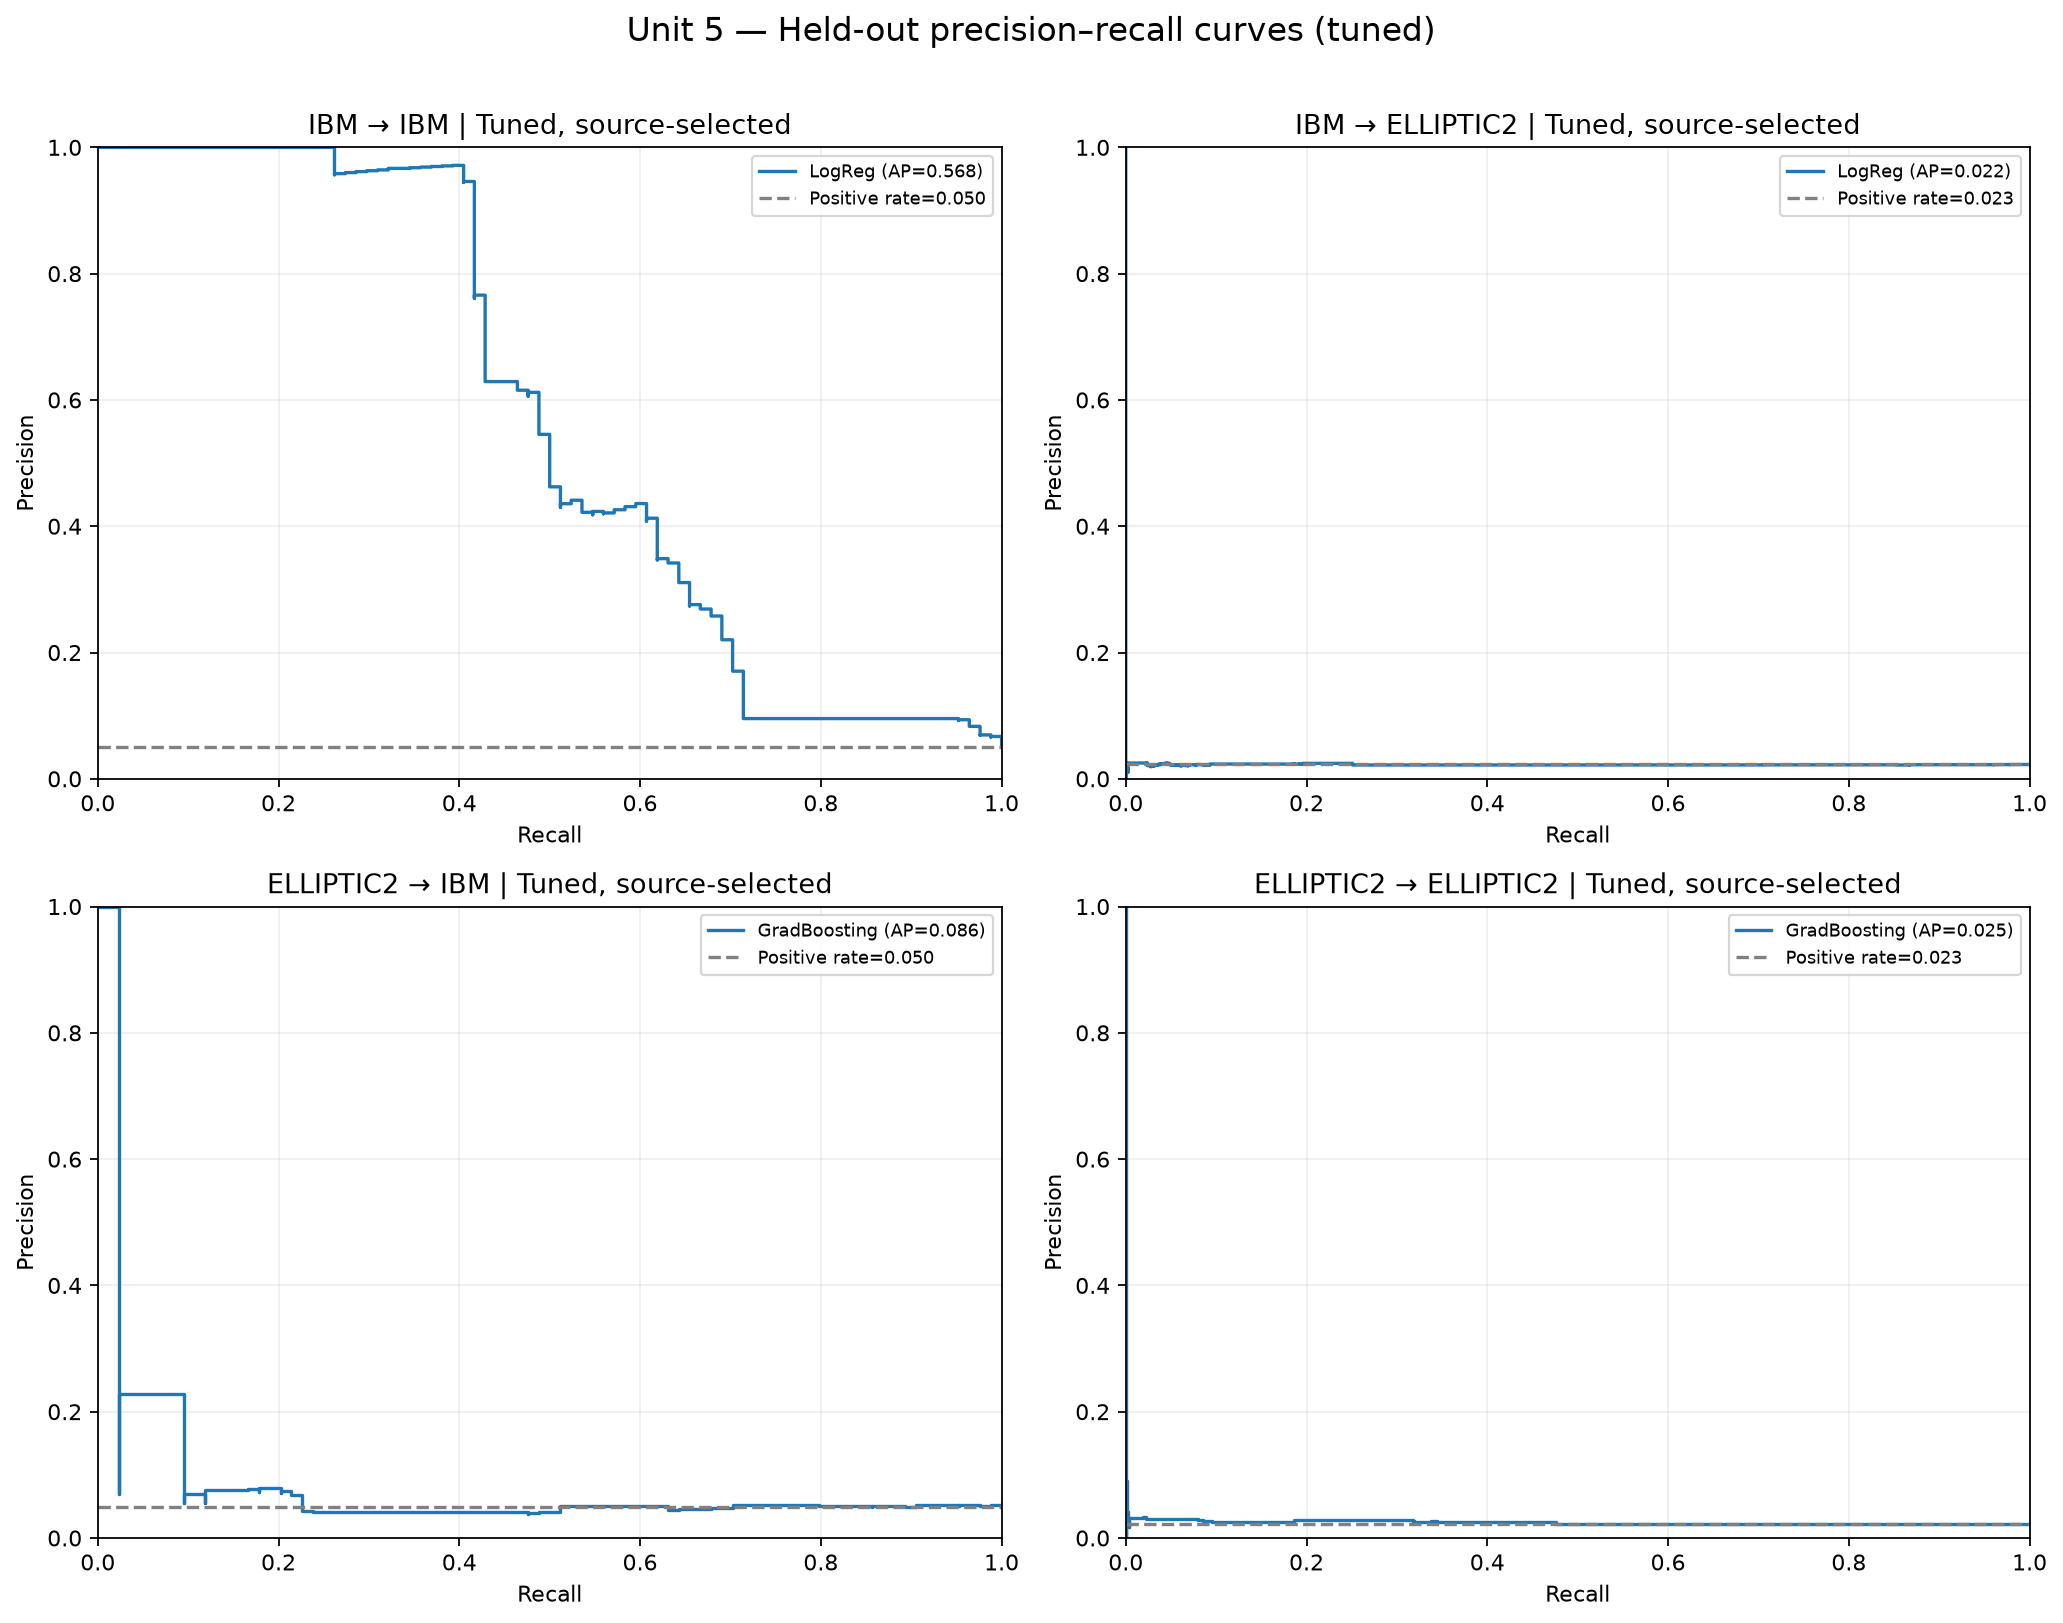 Unit 5 — Held-out precision–recall curves (tuned)
IBM → IBM | Tuned, source-selected
LogReg (AP=0.568)
Positive rate=0.050
1.0
0.8
0.6
0.4
0.2
0.0
Precision
0.0 0.2 0.4 0.6 0.8 1.0
Recall
IBM → ELLIPTIC2 | Tuned, source-selected
LogReg (AP=0.022)
Positive rate=0.023
1.0
0.8
0.6
0.4
0.2
0.0
Precision
0.0 0.2 0.4 0.6 0.8 1.0
Recall
ELLIPTIC2 → IBM | Tuned, source-selected
GradBoosting (AP=0.086)
Positive rate=0.050
1.0
0.8
0.6
0.4
0.2
0.0
Precision
0.0 0.2 0.4 0.6 0.8 1.0
Recall
ELLIPTIC2 → ELLIPTIC2 | Tuned, source-selected
GradBoosting (AP=0.025)
Positive rate=0.023
1.0
0.8
0.6
0.4
0.2
0.0
Precision
0.0 0.2 0.4 0.6 0.8 1.0
Recall